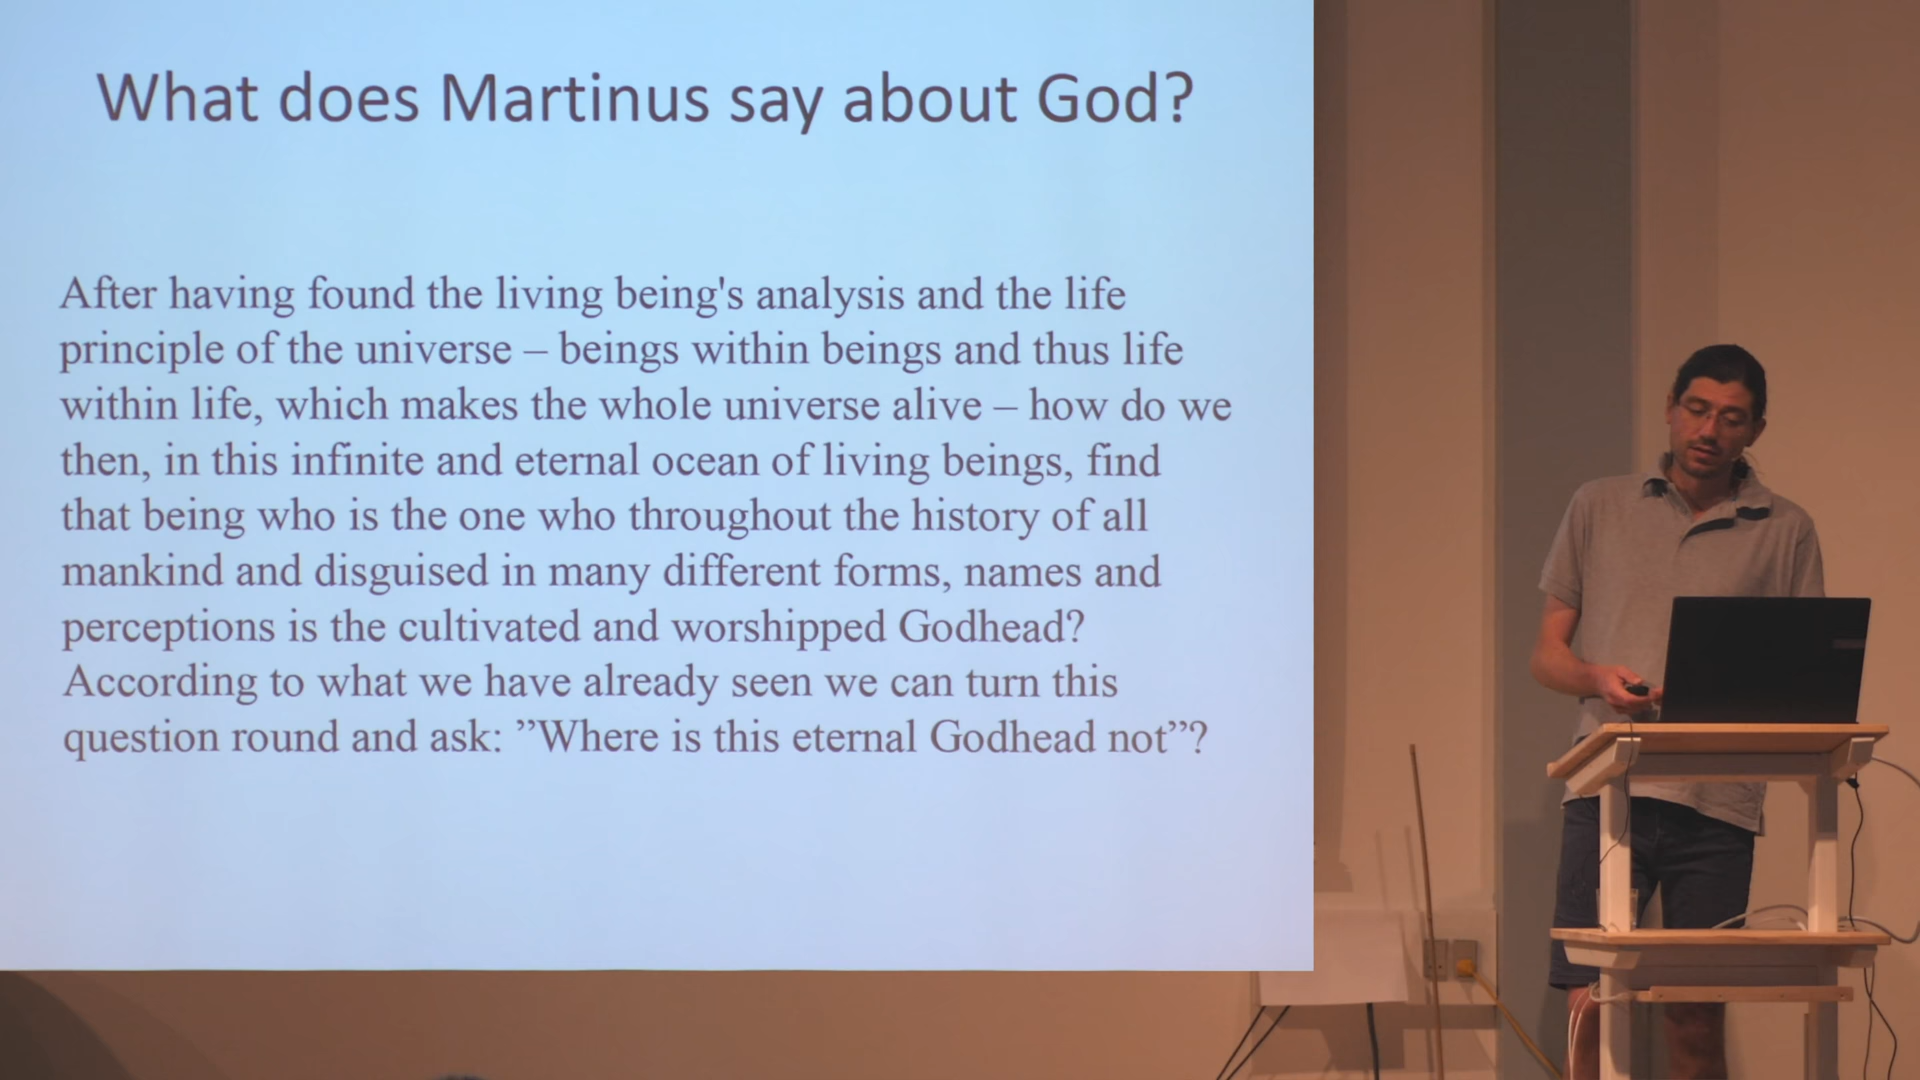 What does Martinus say about God?
After having found the living being's analysis and the life
principle of the universe – beings within beings and thus life
within life, which makes the whole universe alive – how do we
then, in this infinite and eternal ocean of living beings, find
that being who is the one who throughout the history of all
mankind and disguised in many different forms, names and
perceptions is the cultivated and worshipped Godhead?
According to what we have already seen we can turn this
question round and ask: ”Where is this eternal Godhead not”?